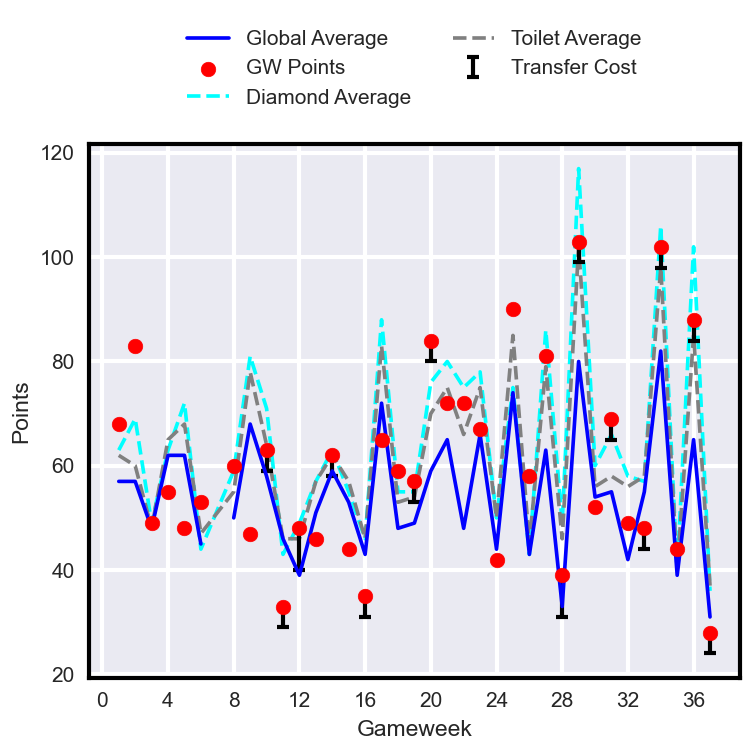 Global Average
GW Points
Diamond Average
Toilet Average
Transfer Cost
120
100
80
60
40
20
Points
0 4 8 12 16 20 24 28 32 36
Gameweek